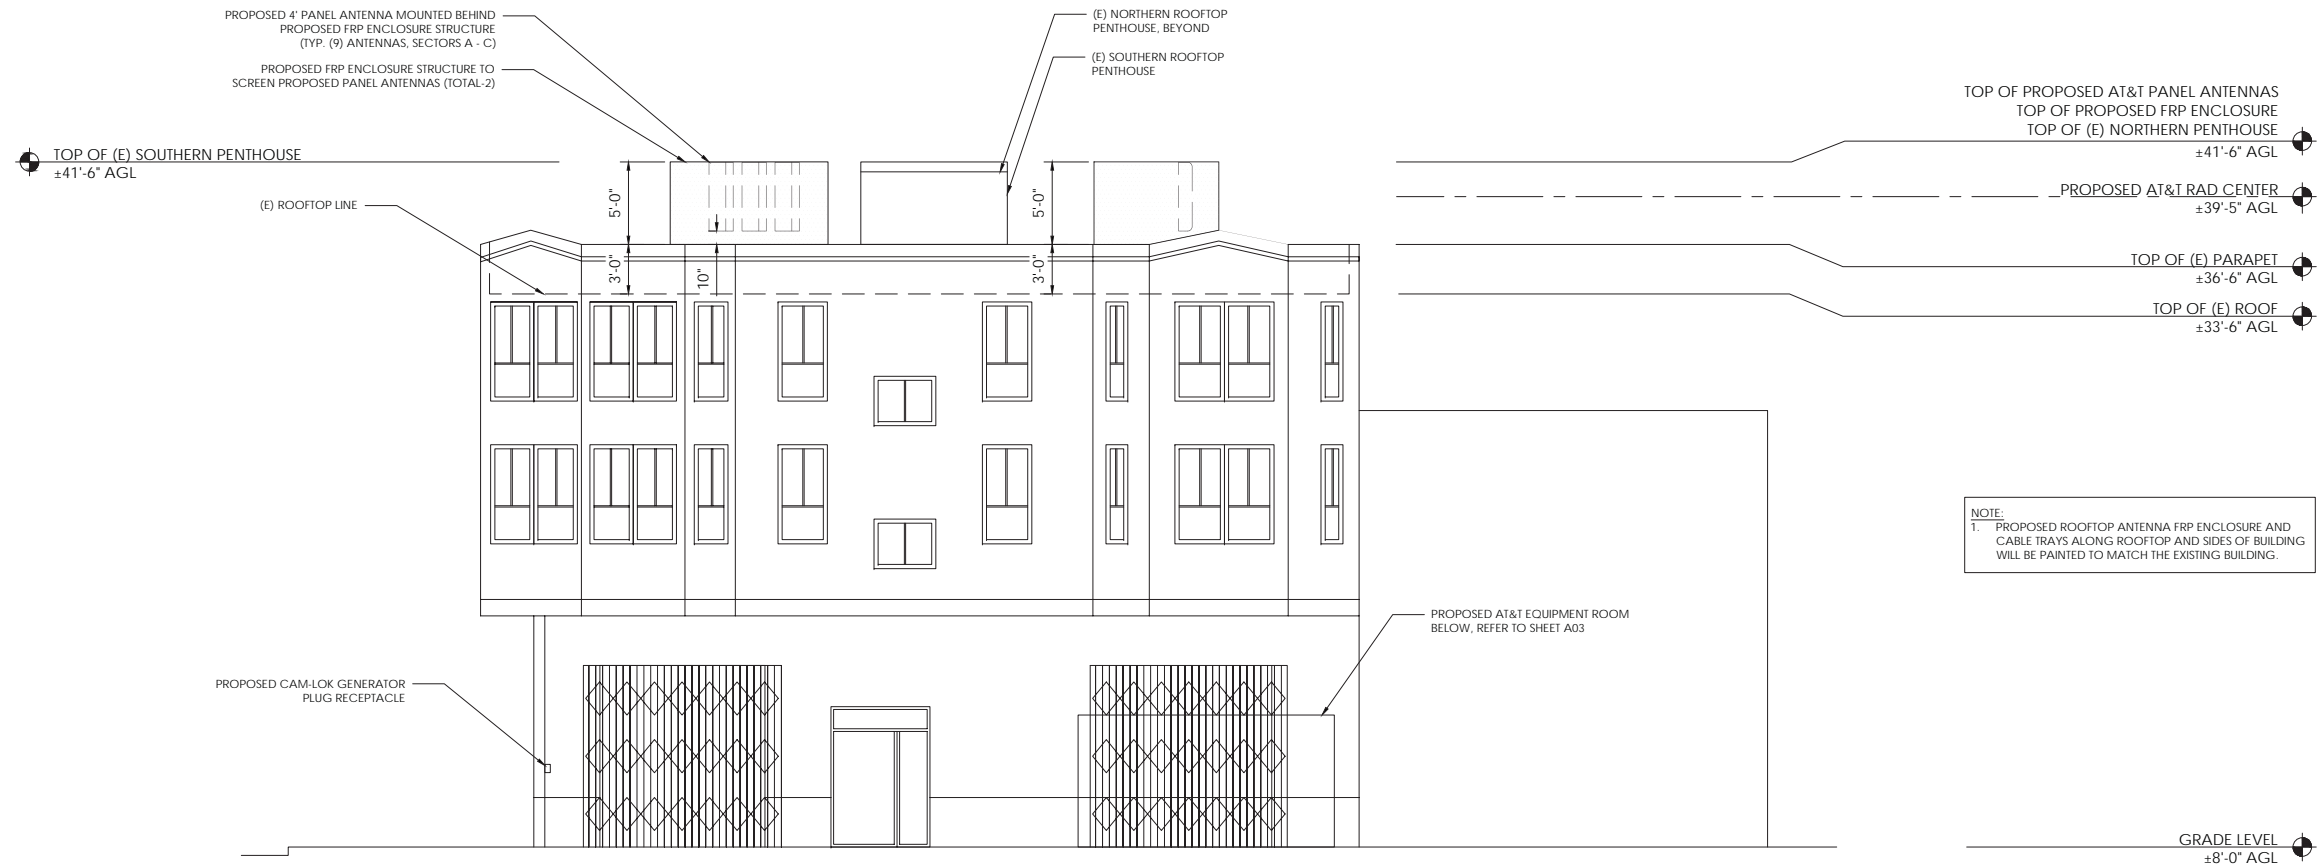 PROPOSED 4' PANEL ANTENNA MOUNTED BEHIND
PROPOSED FRP ENCLOSURE STRUCTURE
(TYP. (9) ANTENNAS, SECTORS A - C)
PROPOSED FRP ENCLOSURE STRUCTURE TO
SCREEN PROPOSED PANEL ANTENNAS (TOTAL-2)
(E) NORTHERN ROOFTOP
PENTHOUSE, BEYOND
(E) SOUTHERN ROOFTOP
PENTHOUSE
TOP OF PROPOSED AT&T PANEL ANTENNAS
TOP OF PROPOSED FRP ENCLOSURE
TOP OF (E) NORTHERN PENTHOUSE
±41'-6" AGL
TOP OF (E) SOUTHERN PENTHOUSE
±41'-6" AGL
PROPOSED AT&T RAD CENTER
±39'-5" AGL
(E) ROOFTOP LINE
5'-0"
5'-0"
3'-0"
10"
3'-0"
TOP OF (E) PARAPET
±36'-6" AGL
TOP OF (E) ROOF
±33'-6" AGL
NOTE:
1. PROPOSED ROOFTOP ANTENNA FRP ENCLOSURE AND
CABLE TRAYS ALONG ROOFTOP AND SIDES OF BUILDING
WILL BE PAINTED TO MATCH THE EXISTING BUILDING.
PROPOSED AT&T EQUIPMENT ROOM
BELOW, REFER TO SHEET A03
PROPOSED CAM-LOK GENERATOR
PLUG RECEPTACLE
GRADE LEVEL
±8'-0" AGL